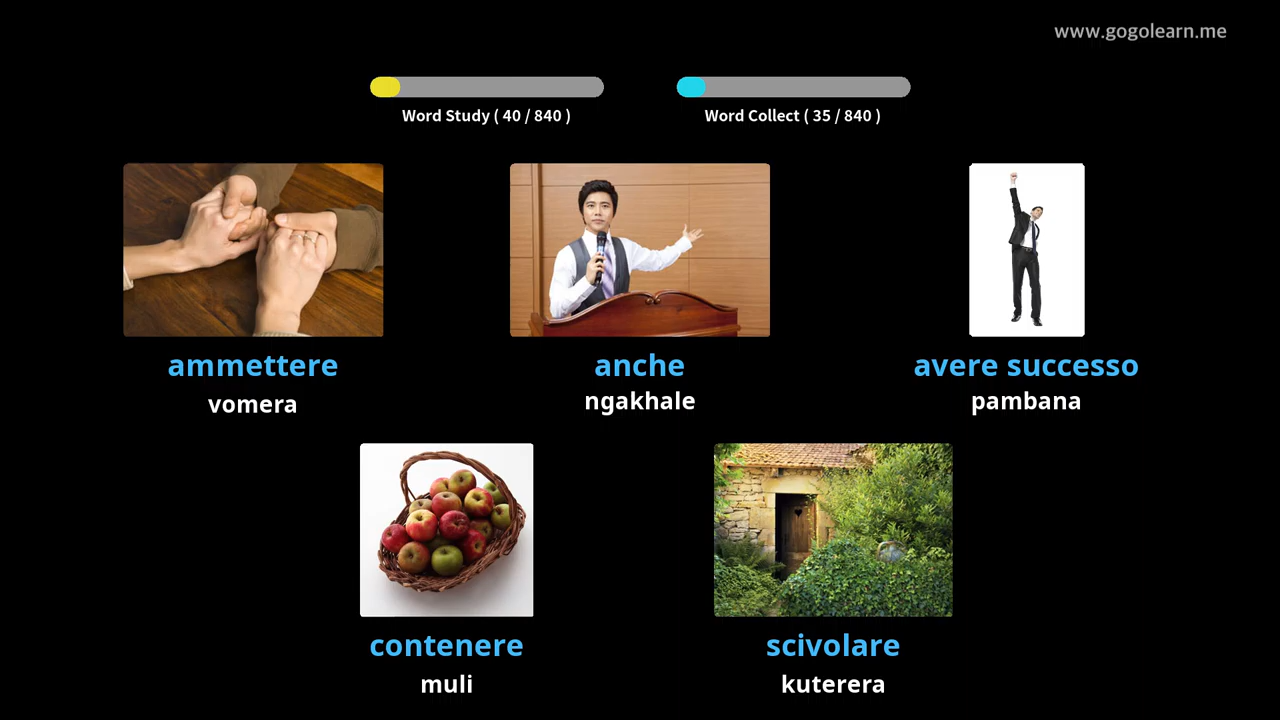 www.gogolearn.me
Word Study ( 40 / 840 )
Word Collect ( 35 / 840 )
ammettere
vomera
anche
ngakhale
avere successo
pambana
contenere
muli
scivolare
kuterera